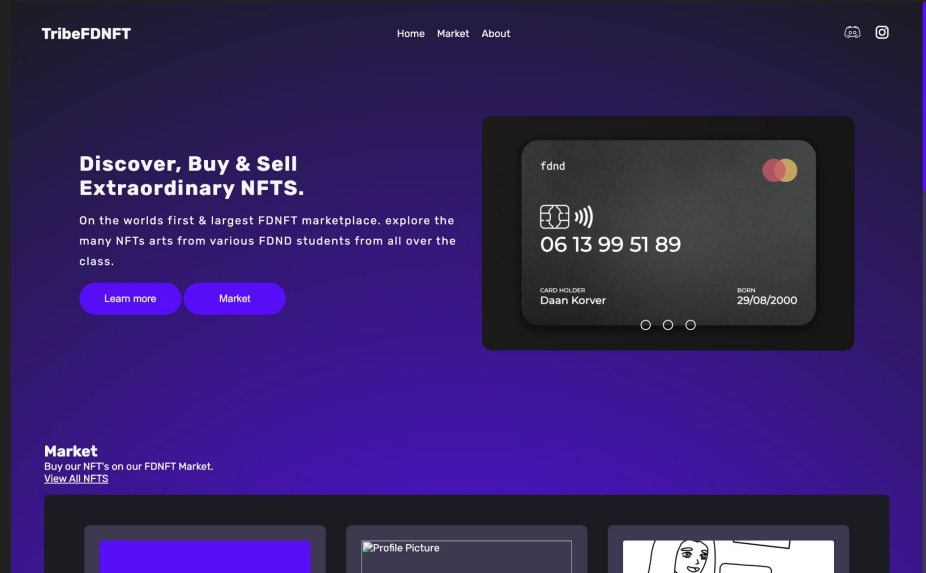 TribeFDNFT
Home Market About
Discover, Buy & Sell
Extraordinary NFTS.
On the worlds first & largest FDNFT marketplace. explore the
many NFTs arts from various FDND students from all over the
class.
Learn more Market
fdnd
06 13 99 51 89
CARD HOLDER
Daan Korver
BORN
29/08/2000
Market
Buy our NFT's on our FDNFT Market.
View All NFTS
Profile Picture